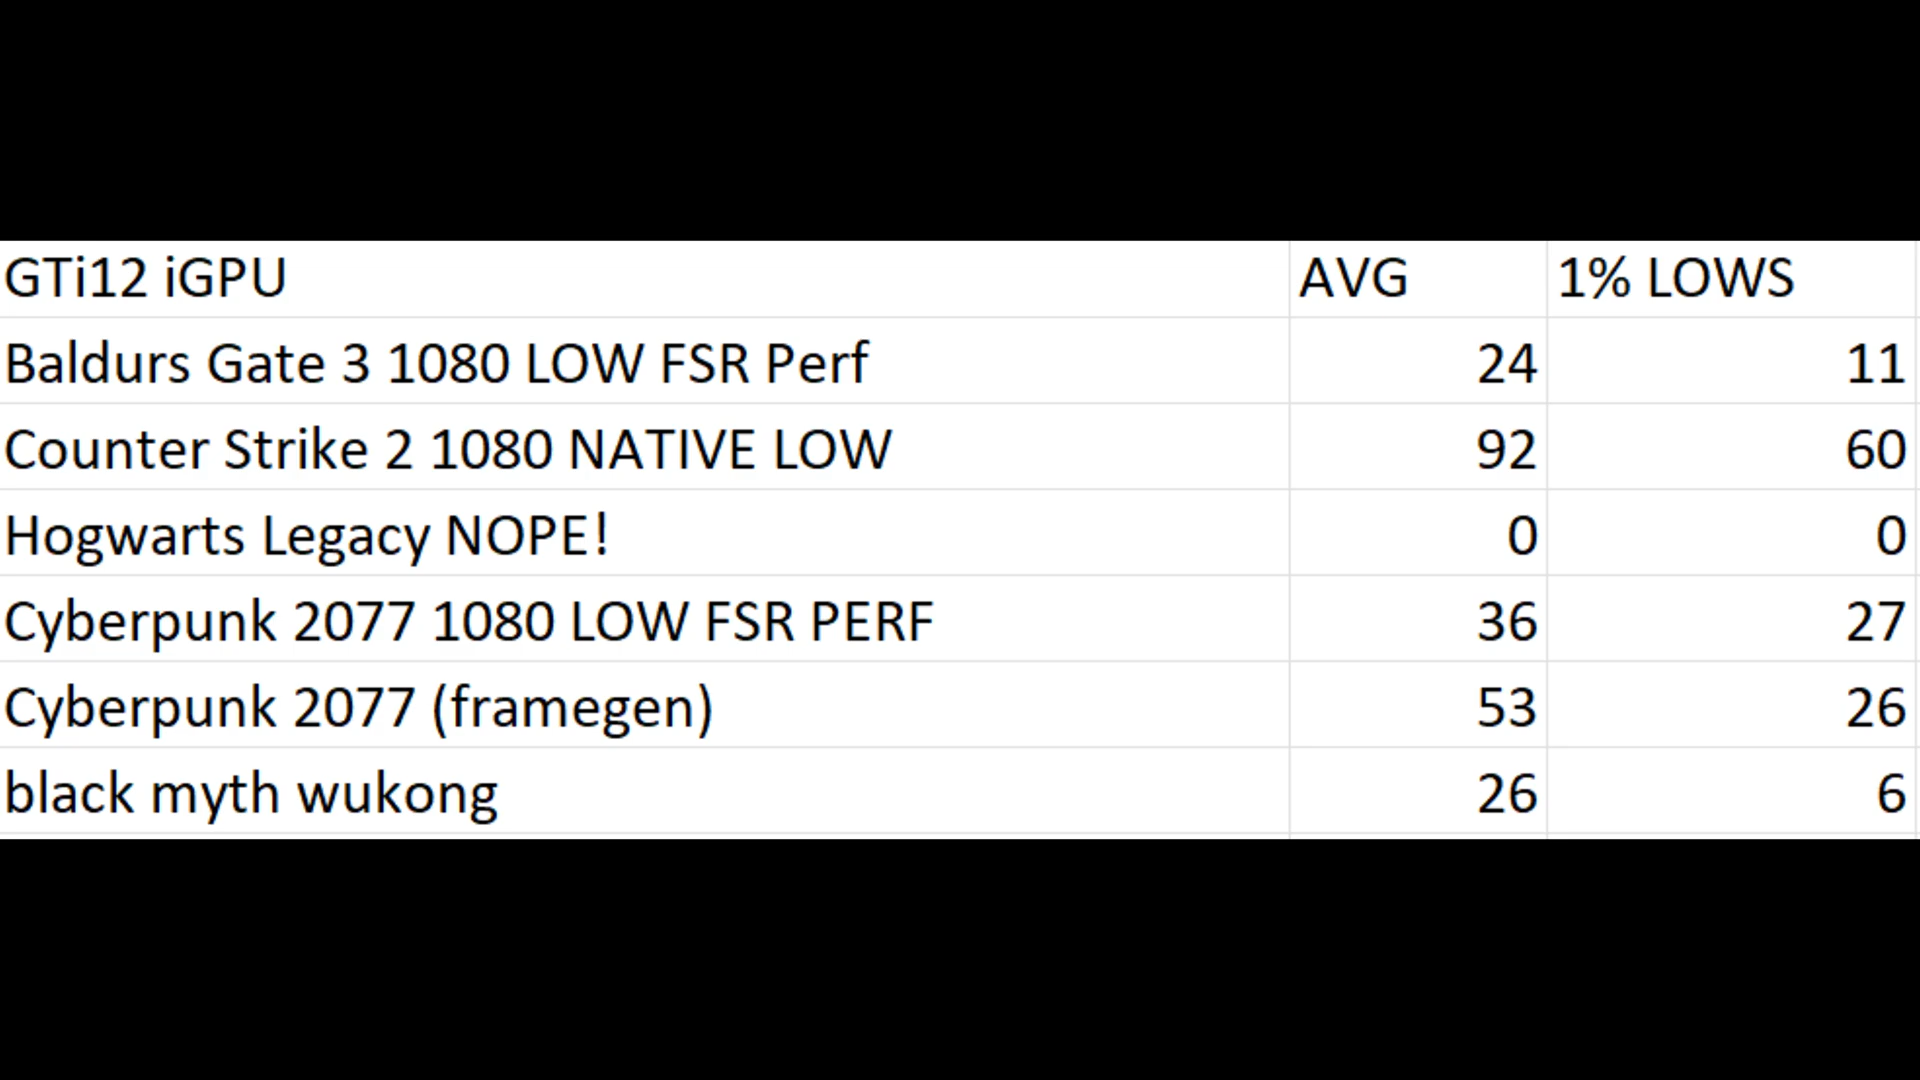 GTi12 iGPU AVG 1% LOWS
Baldurs Gate 3 1080 LOW FSR Perf 24 11
Counter Strike 2 1080 NATIVE LOW 92 60
Hogwarts Legacy NOPE! 0 0
Cyberpunk 2077 1080 LOW FSR PERF 36 27
Cyberpunk 2077 (framegen) 53 26
black myth wukong 26 6